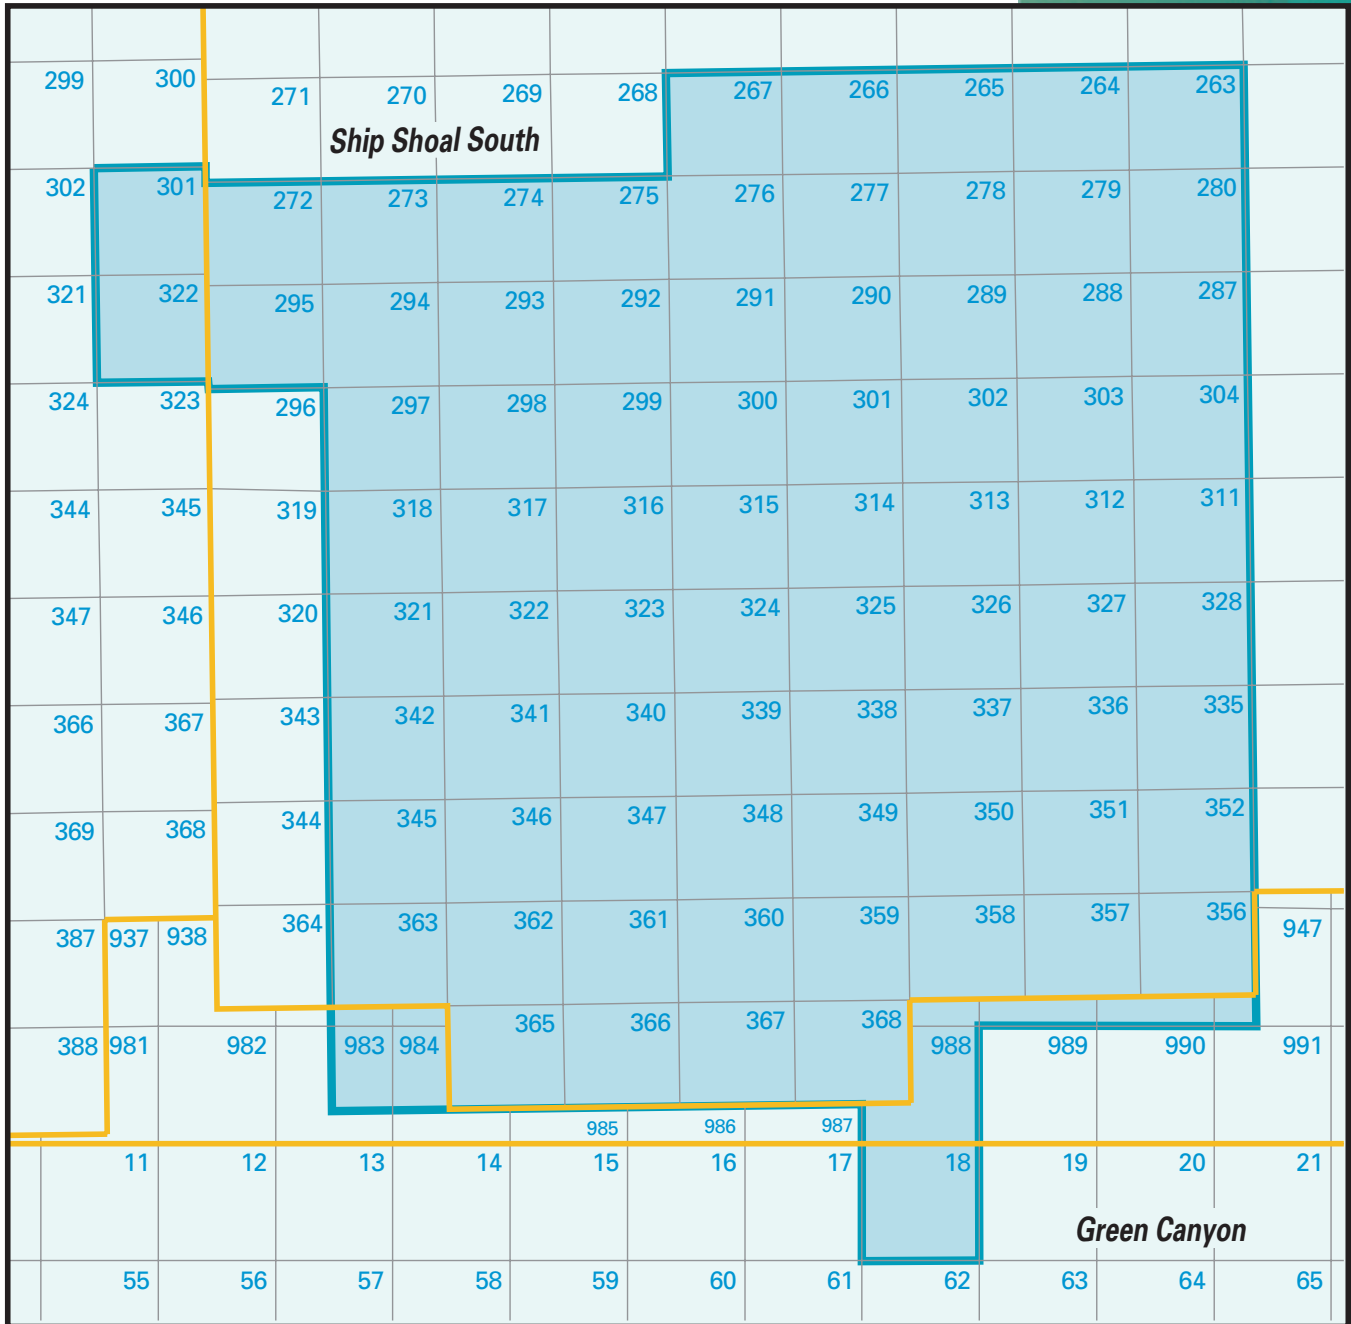 299 300 271 270 269 268 267 266 265 264 263
Ship Shoal South
302 301 272 273 274 275 276 277 278 279 280
321 322 295 294 293 292 291 290 289 288 287
324 323 296 297 298 299 300 301 302 303 304
344 345 319 318 317 316 315 314 313 312 311
347 346 320 321 322 323 324 325 326 327 328
366 367 343 342 341 340 339 338 337 336 335
369 368 344 345 346 347 348 349 350 351 352
387 937 938 364 363 362 361 360 359 358 357 356 947
388 981 982 983 984 365 366 367 368 988 989 990 991
985 986 987
11 12 13 14 15 16 17 18 19 20 21
Green Canyon
55 56 57 58 59 60 61 62 63 64 65